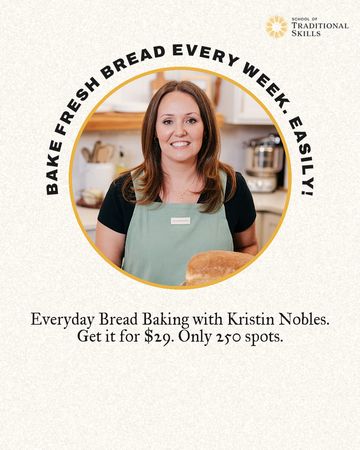 SCHOOL OF
TRADITIONAL
SKILLS
BAKE FRESH BREAD EVERY WEEK. EASILY!
Everyday Bread Baking with Kristin Nobles.
Get it for $29. Only 250 spots.